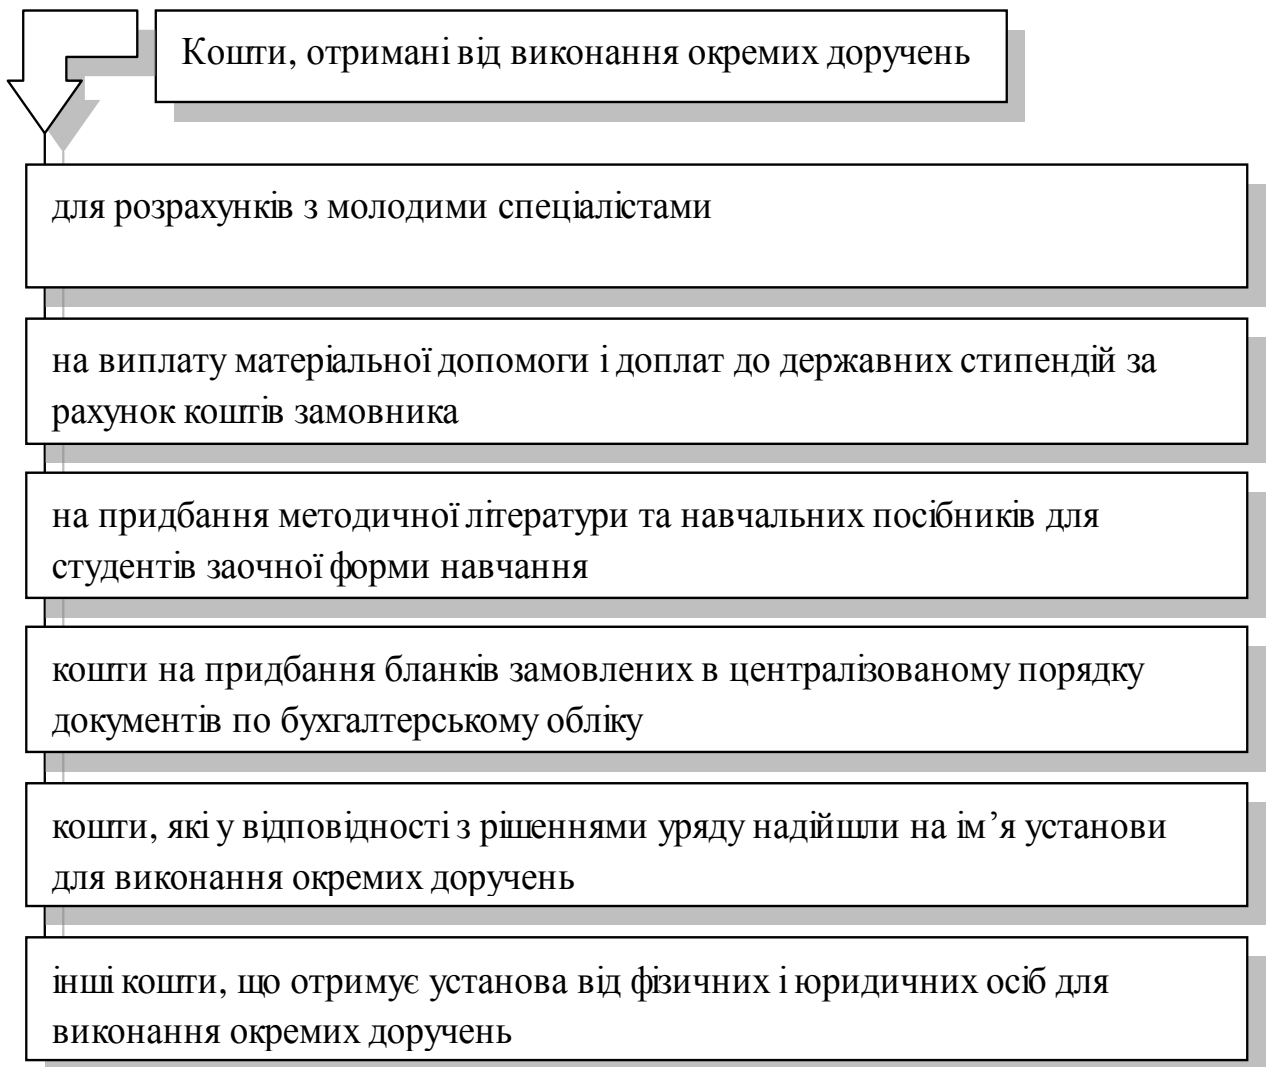 Кошти, отримані від виконання окремих доручень
для розрахунків з молодими спеціалістами
на виплату матеріальної допомоги і доплат до державних стипендій за
рахунок коштів замовника
на придбання методичної літератури та навчальних посібників для
студентів заочної форми навчання
кошти на придбання бланків замовлених в централізованому порядку
документів по бухгалтерському обліку
кошти, які у відповідності з рішеннями уряду надійшли на ім’я установи
для виконання окремих доручень
інші кошти, що отримує установа від фізичних і юридичних осіб для
виконання окремих доручень